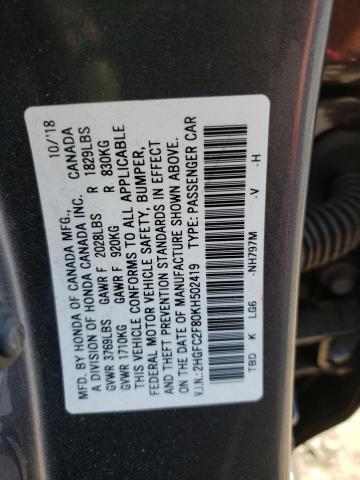 MFD. BY HONDA OF CANADA MFG., 10/'18
A DIVISION OF HONDA CANADA INC. CANADA
GVWR 3769LBS GAWR F 2028LBS R 1829LBS
GVWR 1710KG GAWR F 920KG R 830KG
THIS VEHICLE CONFORMS TO ALL APPLICABLE
FEDERAL MOTOR VEHICLE SAFETY, BUMPER,
AND THEFT PREVENTION STANDARDS IN EFFECT
ON THE DATE OF MANUFACTURE SHOWN ABOVE.
V.I.N.: 2HGFC2F80KH502419 TYPE: PASSENGER CAR
TBD K LG6 -NH797M -V -H